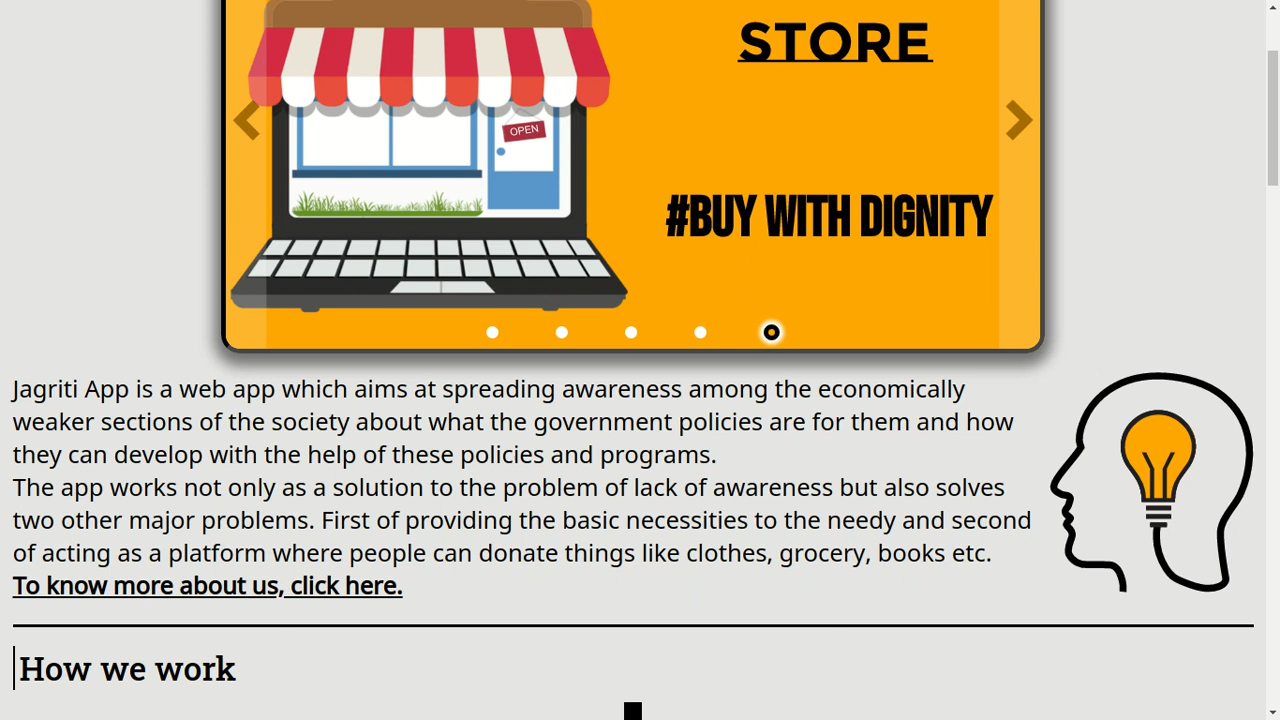 STORE
OPEN
#BUY WITH DIGNITY
Jagriti App is a web app which aims at spreading awareness among the economically
weaker sections of the society about what the government policies are for them and how
they can develop with the help of these policies and programs.
The app works not only as a solution to the problem of lack of awareness but also solves
two other major problems. First of providing the basic necessities to the needy and second
of acting as a platform where people can donate things like clothes, grocery, books etc.
To know more about us, click here.
How we work